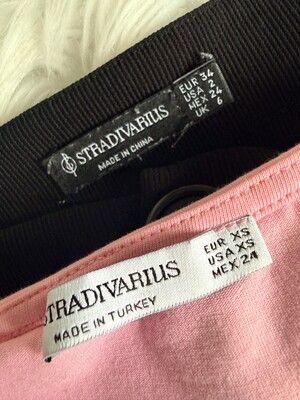 STRADIVARIUS
MADE IN CHINA
EUR 34
USA 2
MEX 24
UK 6
STRADIVARIUS
MADE IN TURKEY
EUR XS
USA XS
MEX 24